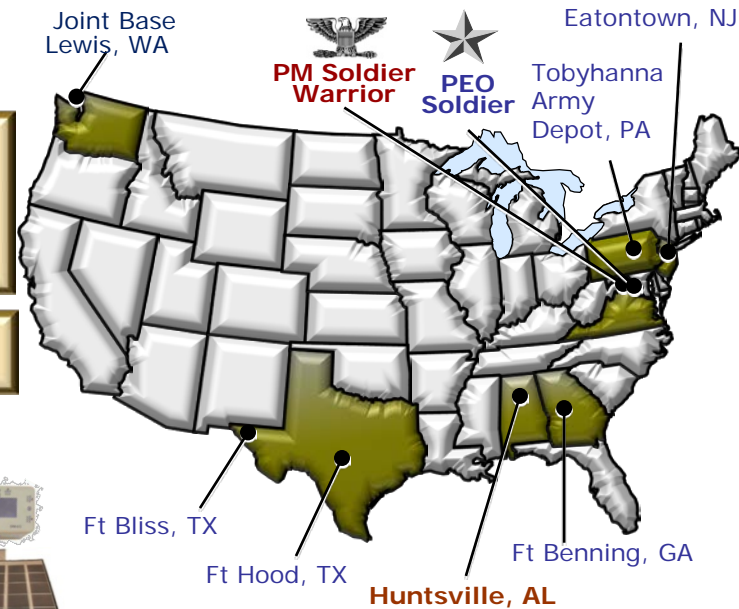 Joint Base
Lewis, WA
PM Soldier
Warrior
PEO
Soldier
Eatontown, NJ
Tobyhanna
Army
Depot, PA
Ft Bliss, TX
Ft Hood, TX
Huntsville, AL
Ft Benning, GA